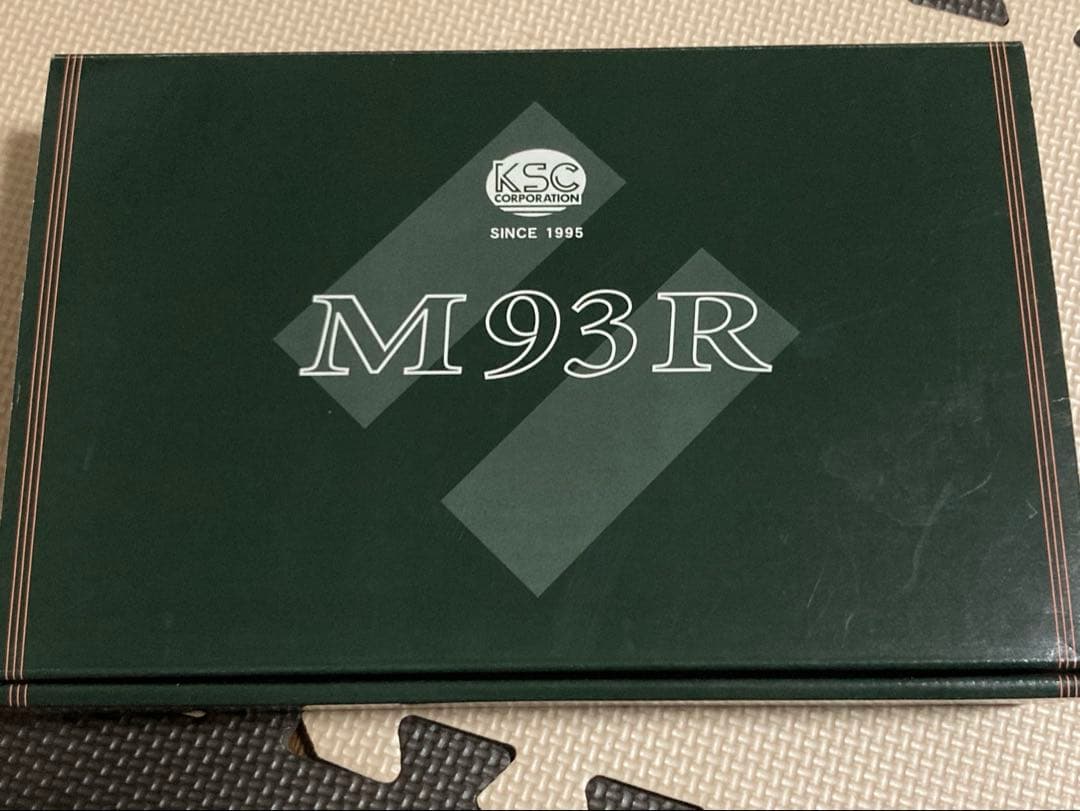 KSC
CORPORATION
SINCE 1995
M93R